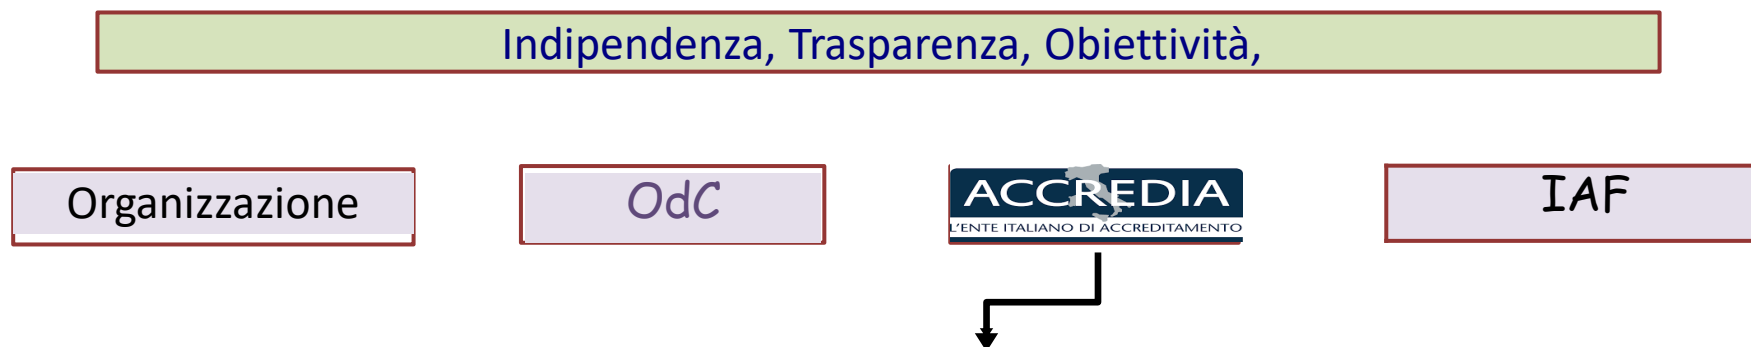 Indipendenza, Trasparenza, Obiettività,
Organizzazione
OdC
ACCREDIA
L'ENTE ITALIANO DI ACCREDITAMENTO
IAF